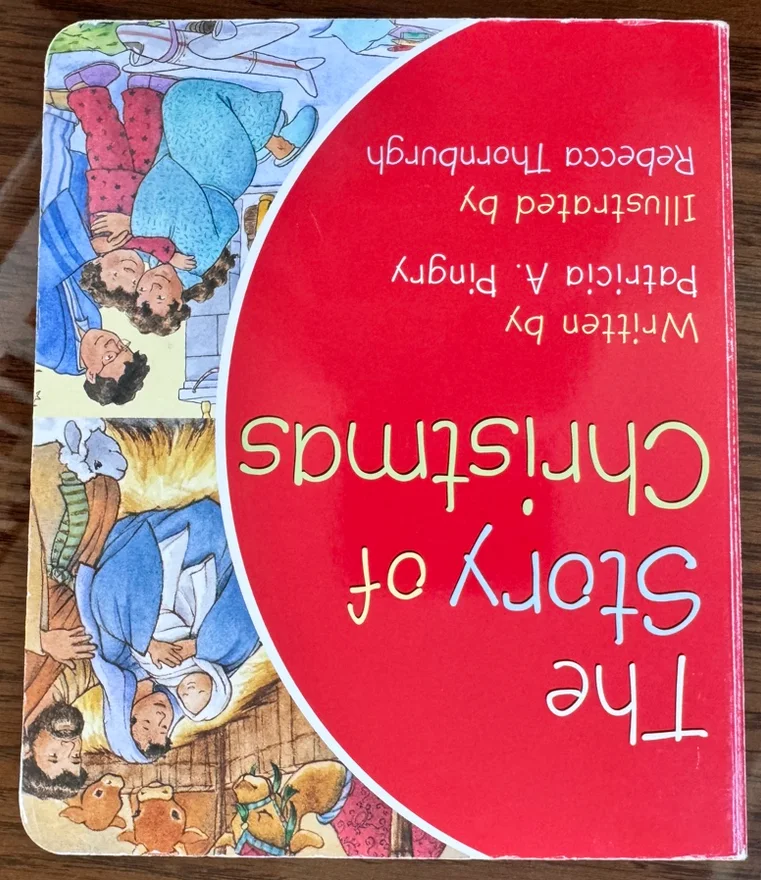 The
Story of
Christmas
Written by
Patricia A. Pingry
Illustrated by
Rebecca Thornburgh